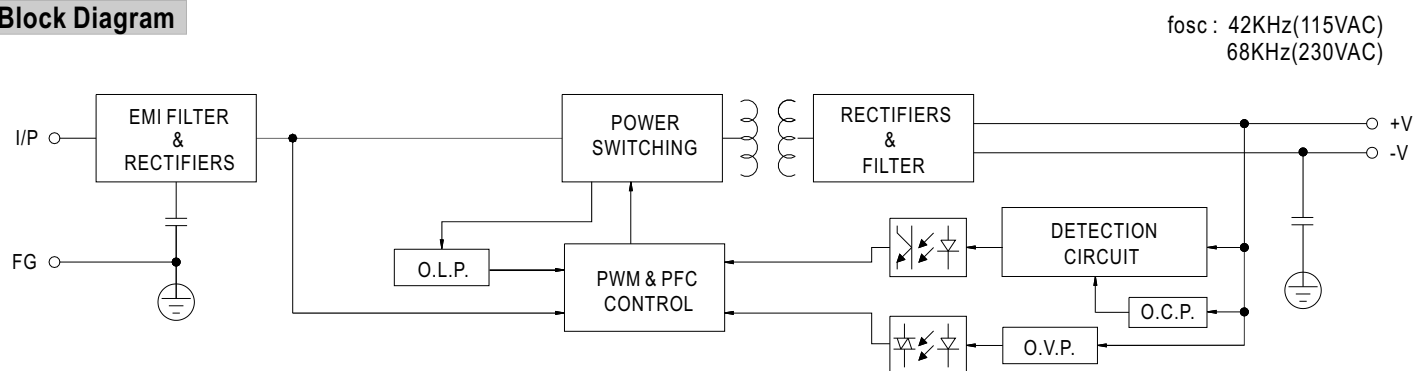 Block Diagram
fosc : 42KHz(115VAC)
68KHz(230VAC)
I/P
EMI FILTER
&
RECTIFIERS
POWER
SWITCHING
RECTIFIERS
&
FILTER
+V
-V
FG
O.L.P.
PWM & PFC
CONTROL
DETECTION
CIRCUIT
O.C.P.
O.V.P.